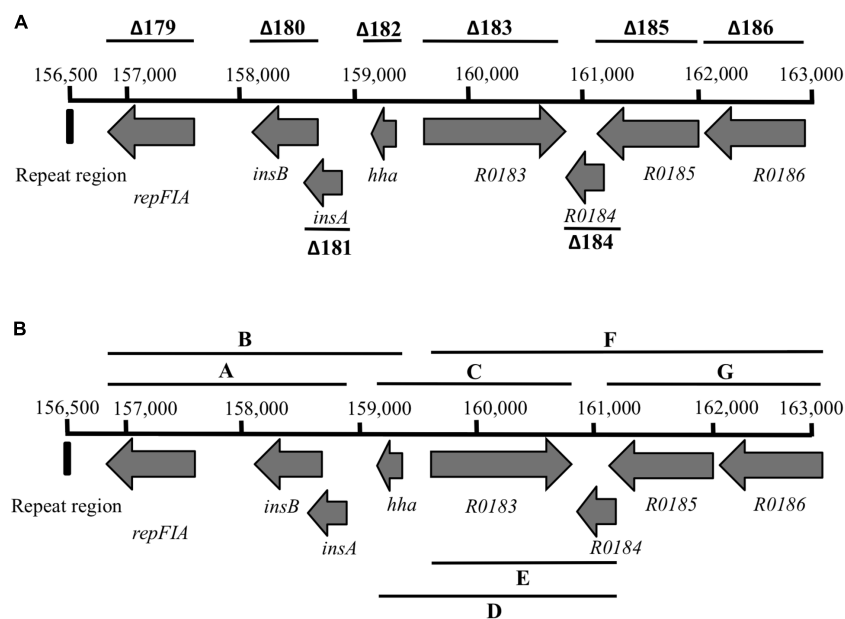 A
Δ179 Δ180 Δ182 Δ183 Δ185 Δ186
156,500 157,000 158,000 159,000 160,000 161,000 162,000 163,000
Repeat region repFIA insB hha R0183 R0185 R0186
insA R0184
Δ181 Δ184
B
B F
A C G
156,500 157,000 158,000 159,000 160,000 161,000 162,000 163,000
Repeat region repFIA insB hha R0183 R0185 R0186
insA R0184
E
D